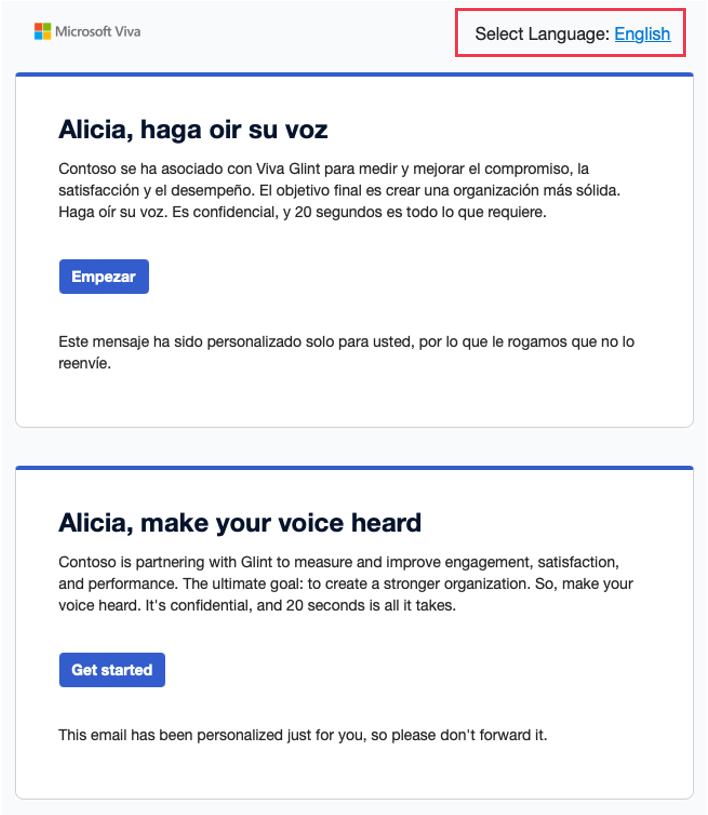 Microsoft Viva
Select Language: English
Alicia, haga oir su voz
Contoso se ha asociado con Viva Glint para medir y mejorar el compromiso, la
satisfacción y el desempeño. El objetivo final es crear una organización más sólida.
Haga oír su voz. Es confidencial, y 20 segundos es todo lo que requiere.
Empezar
Este mensaje ha sido personalizado solo para usted, por lo que le rogamos que no lo
reenvíe.
Alicia, make your voice heard
Contoso is partnering with Glint to measure and improve engagement, satisfaction,
and performance. The ultimate goal: to create a stronger organization. So, make your
voice heard. It's confidential, and 20 seconds is all it takes.
Get started
This email has been personalized just for you, so please don't forward it.